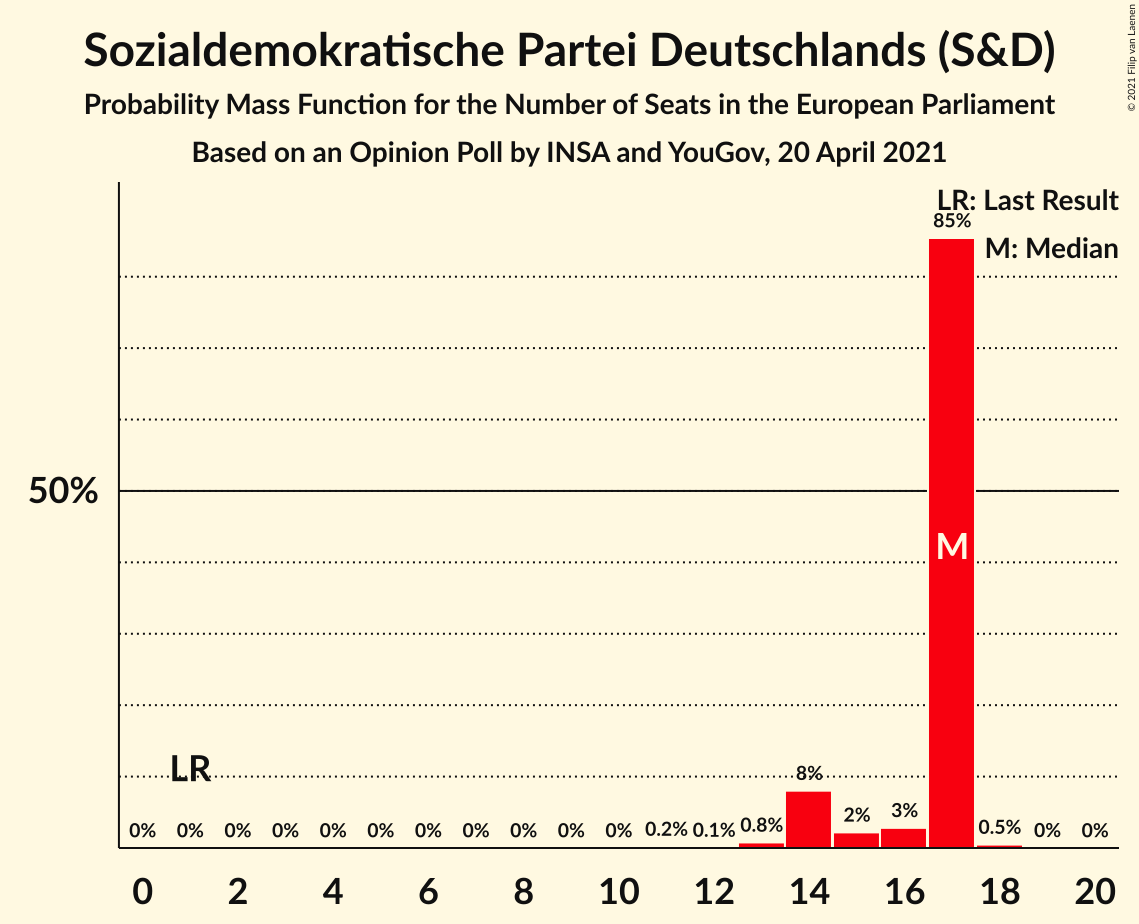 Sozialdemokratische Partei Deutschlands (S&D)
Probability Mass Function for the Number of Seats in the European Parliament
Based on an Opinion Poll by INSA and YouGov, 20 April 2021
© 2021 Filip van Laenen
LR: Last Result
85%
M: Median
50%
M
LR
8%
0% 0% 0% 0% 0% 0% 0% 0% 0% 0% 0% 0.2% 0.1% 0.8% 2% 3% 0.5% 0% 0%
0 2 4 6 8 10 12 14 16 18 20